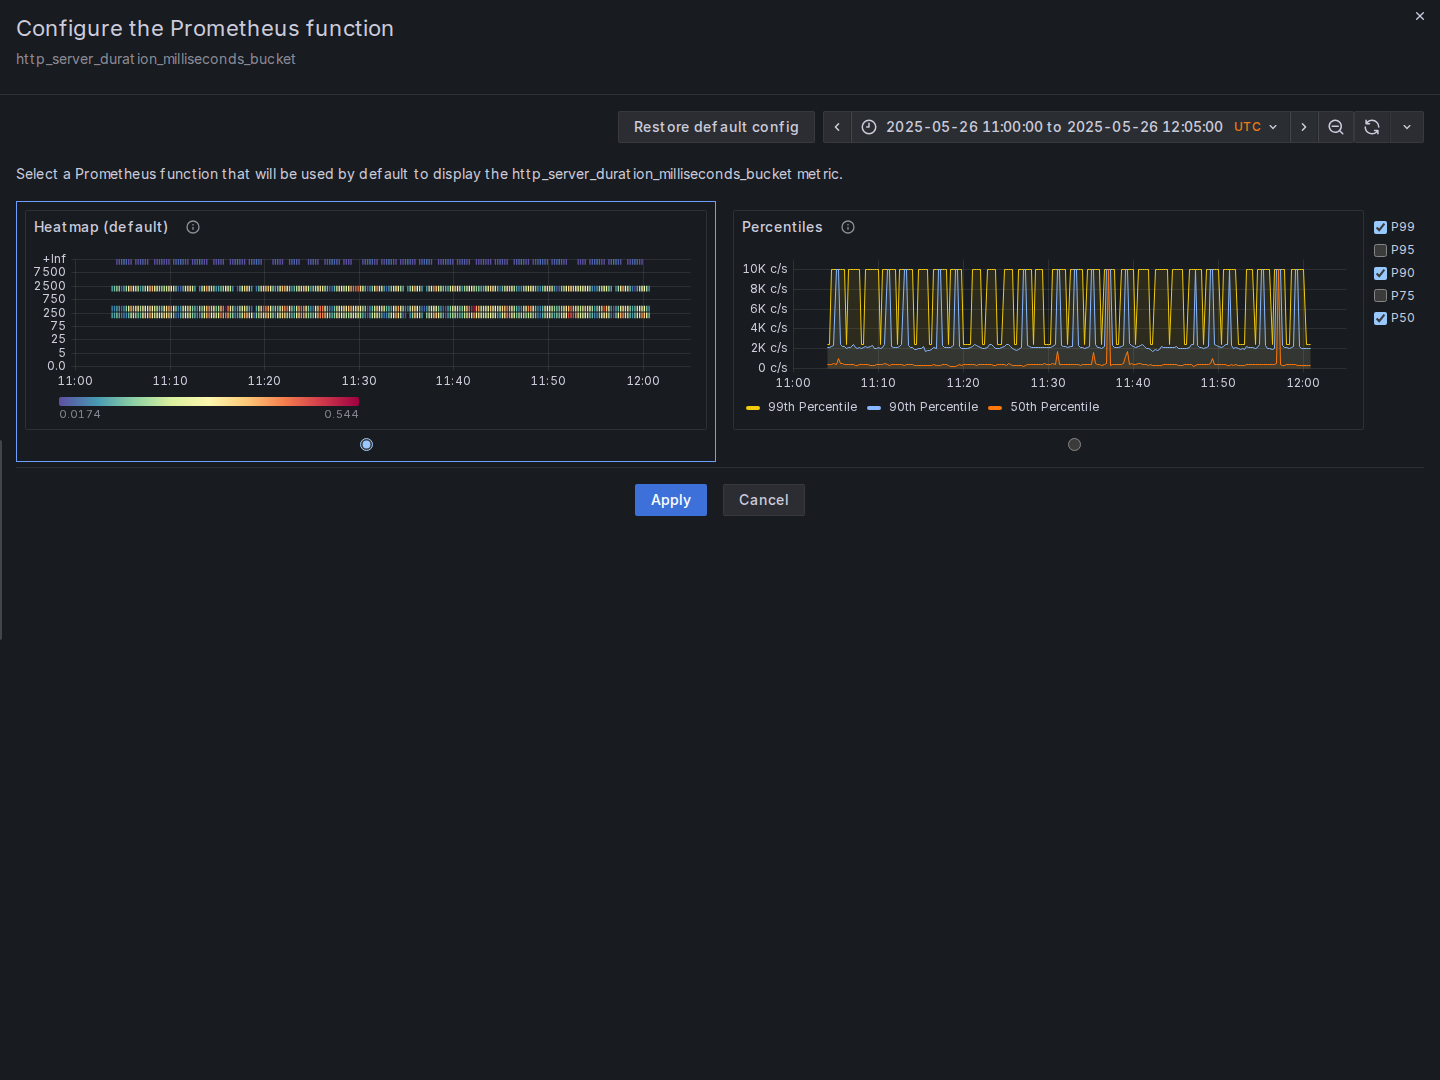 Configure the Prometheus function
http_server_duration_milliseconds_bucket
Restore default config
2025-05-26 11:00:00 to 2025-05-26 12:05:00 UTC
Select a Prometheus function that will be used by default to display the http_server_duration_milliseconds_bucket metric.
Heatmap (default)
+Inf
7500
2500
750
250
75
25
5
0.0
11:00 11:10 11:20 11:30 11:40 11:50 12:00
0.0174 0.544
Percentiles
10K c/s
8K c/s
6K c/s
4K c/s
2K c/s
0 c/s
11:00 11:10 11:20 11:30 11:40 11:50 12:00
99th Percentile 90th Percentile 50th Percentile
P99
P95
P90
P75
P50
Apply Cancel